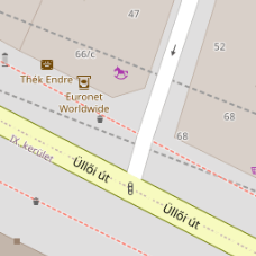 47
52
66/c
Thék Endre
Euronet
Worldwide
68
68
IX. kerület
Üllői út
Üllői út